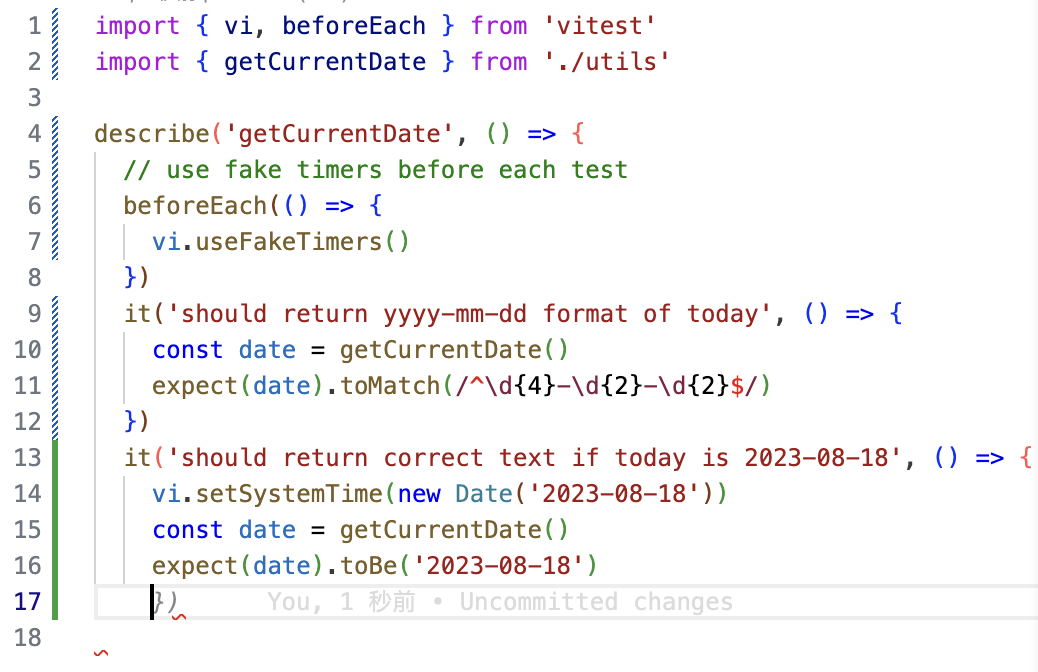 1 import { vi, beforeEach } from 'vitest'
2 import { getCurrentDate } from './utils'
3
4 describe('getCurrentDate', () => {
5 // use fake timers before each test
6 beforeEach(() => {
7 vi.useFakeTimers()
8 })
9 it('should return yyyy-mm-dd format of today', () => {
10 const date = getCurrentDate()
11 expect(date).toMatch(/^\d{4}-\d{2}-\d{2}$/)
12 })
13 it('should return correct text if today is 2023-08-18', () => {
14 vi.setSystemTime(new Date('2023-08-18'))
15 const date = getCurrentDate()
16 expect(date).toBe('2023-08-18')
17 }) You, 1 秒前 • Uncommitted changes
18